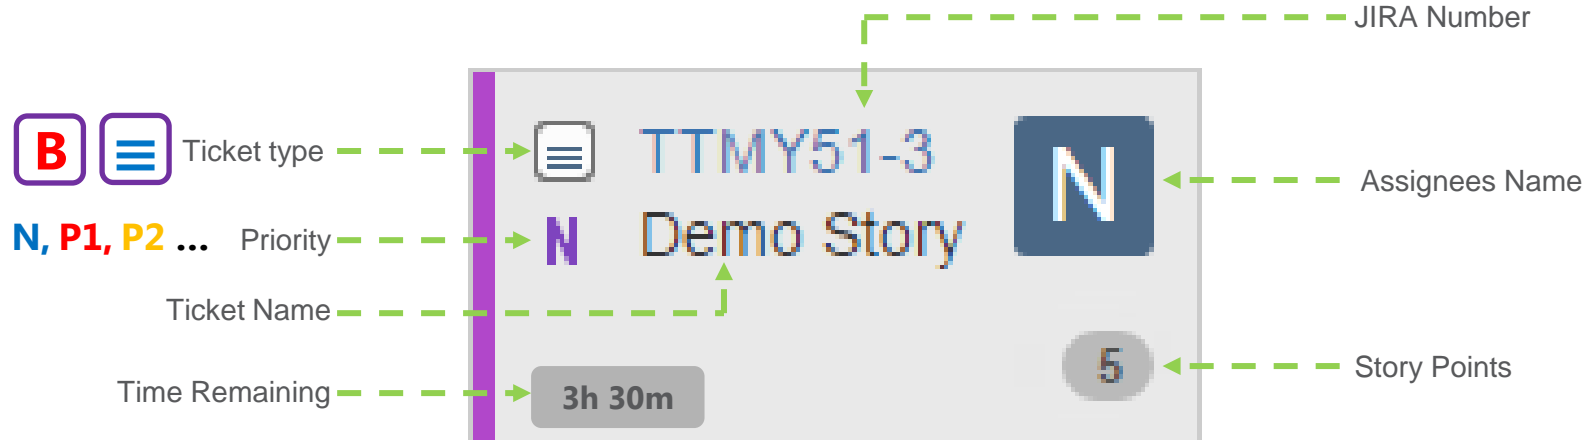 JIRA Number
B Ticket type
TTMY51-3
N
Assignees Name
N, P1, P2 ... Priority
N
Demo Story
Ticket Name
Time Remaining
3h 30m
5
Story Points